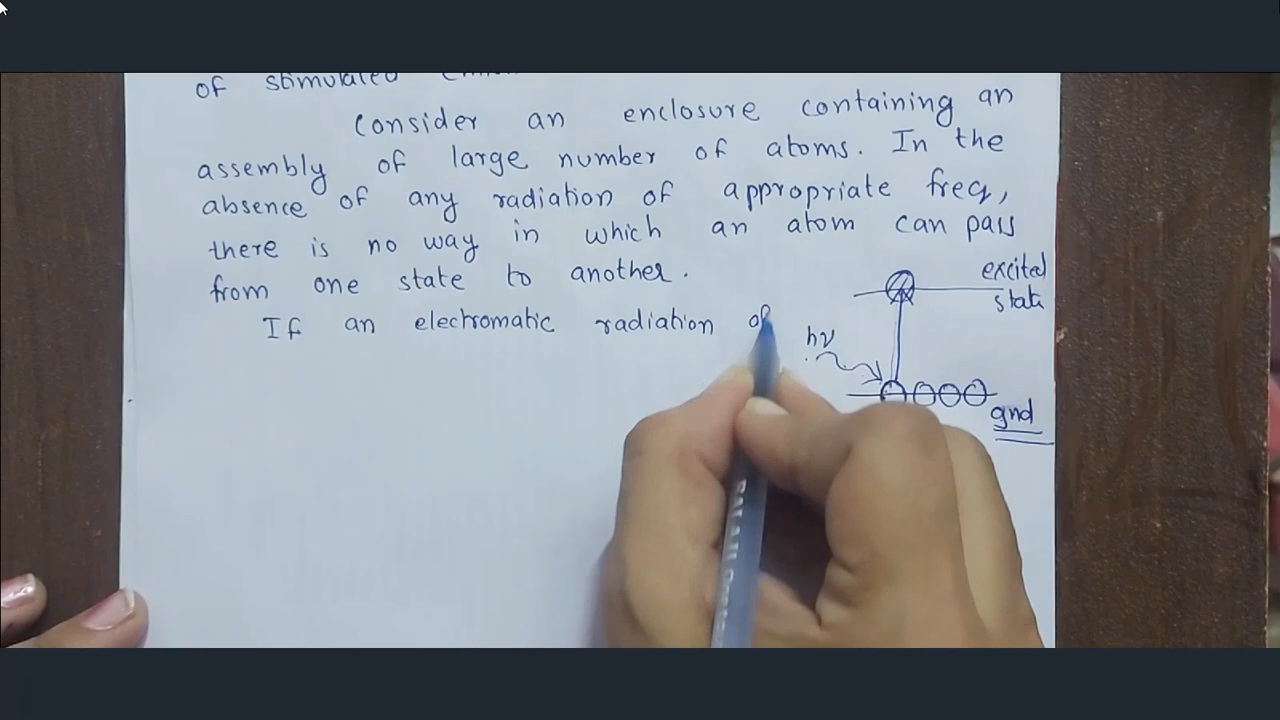 of stimulated
Consider an enclosure containing an
assembly of large number of atoms. In the
absence of any radiation of appropriate freq,
there is no way in which an atom can pass
from one state to another.
excited
state
If an electromatic radiation of
hν
gnd